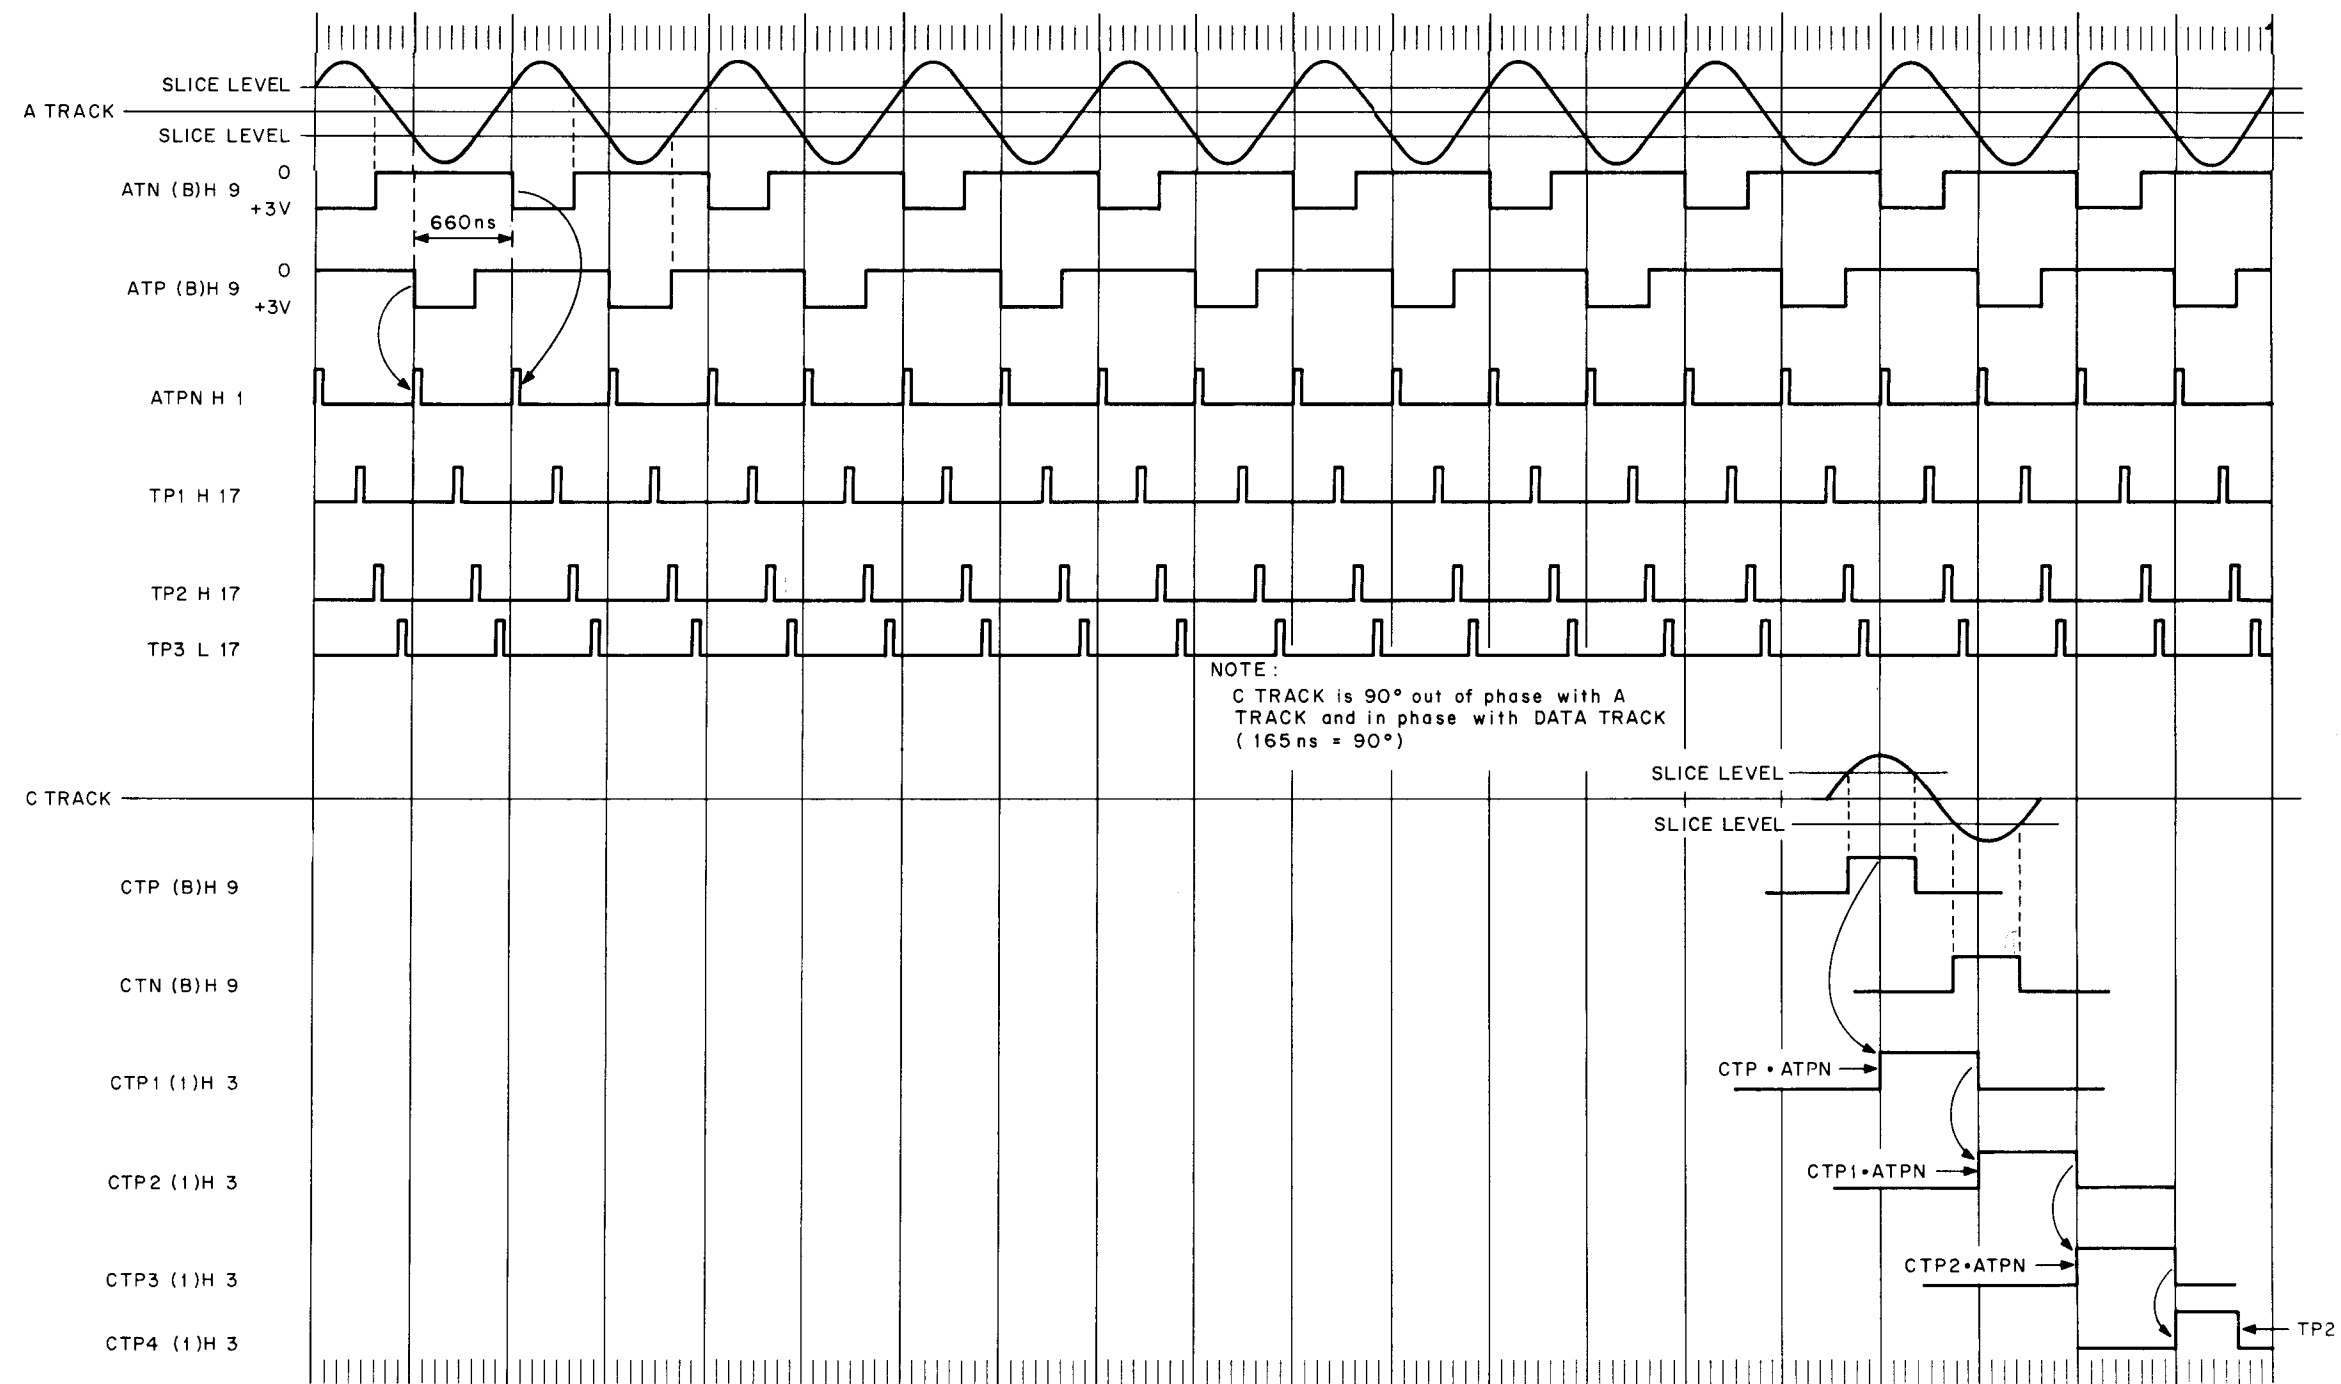 SLICE LEVEL
A TRACK
SLICE LEVEL
ATN (B)H 9
0
+3V
660ns
ATP (B)H 9
0
+3V
ATPN H 1
TP1 H 17
TP2 H 17
TP3 L 17
NOTE:
C TRACK is 90° out of phase with A
TRACK and in phase with DATA TRACK
(165ns = 90°)
SLICE LEVEL
C TRACK
SLICE LEVEL
CTP (B)H 9
CTN (B)H 9
CTP • ATPN
CTP1 (1)H 3
CTP1•ATPN
CTP2 (1)H 3
CTP2•ATPN
CTP3 (1)H 3
TP2
CTP4 (1)H 3